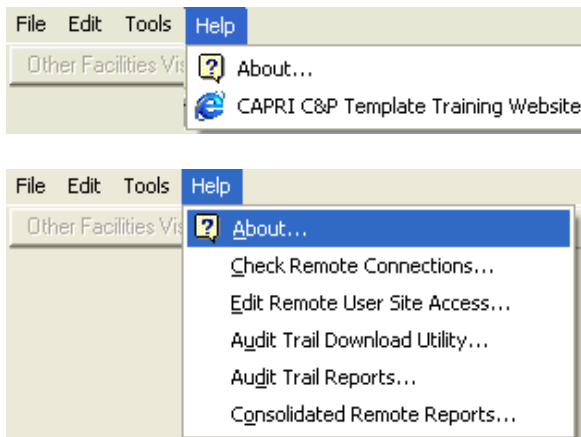 File Edit Tools Help
Other Facilities Vis
About...
CAPRI C&P Template Training Website
File Edit Tools Help
Other Facilities Vis
About...
Check Remote Connections...
Edit Remote User Site Access...
Audit Trail Download Utility...
Audit Trail Reports...
Consolidated Remote Reports...